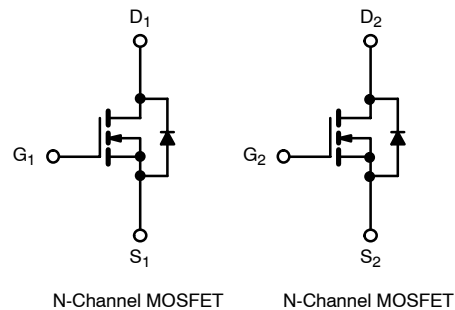 D1 D2
G1 G2
S1 S2
N-Channel MOSFET N-Channel MOSFET